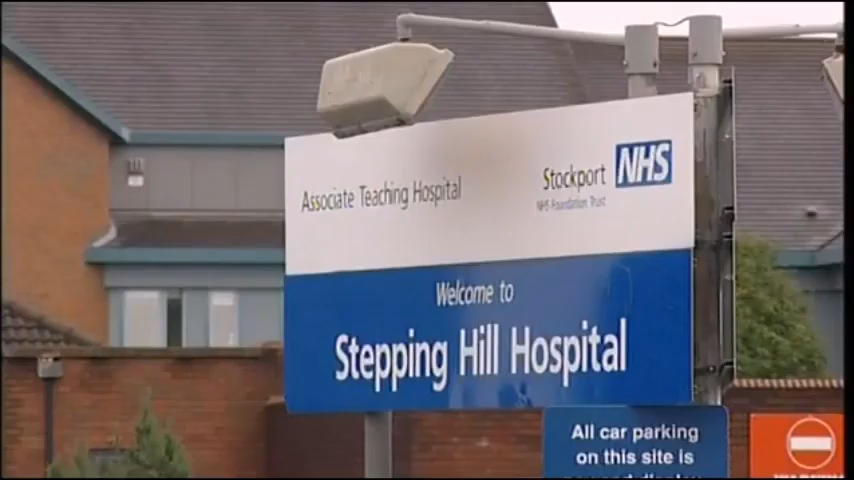 Associate Teaching Hospital
Stockport NHS
NHS Foundation Trust
Welcome to
Stepping Hill Hospital
All car parking
on this site is